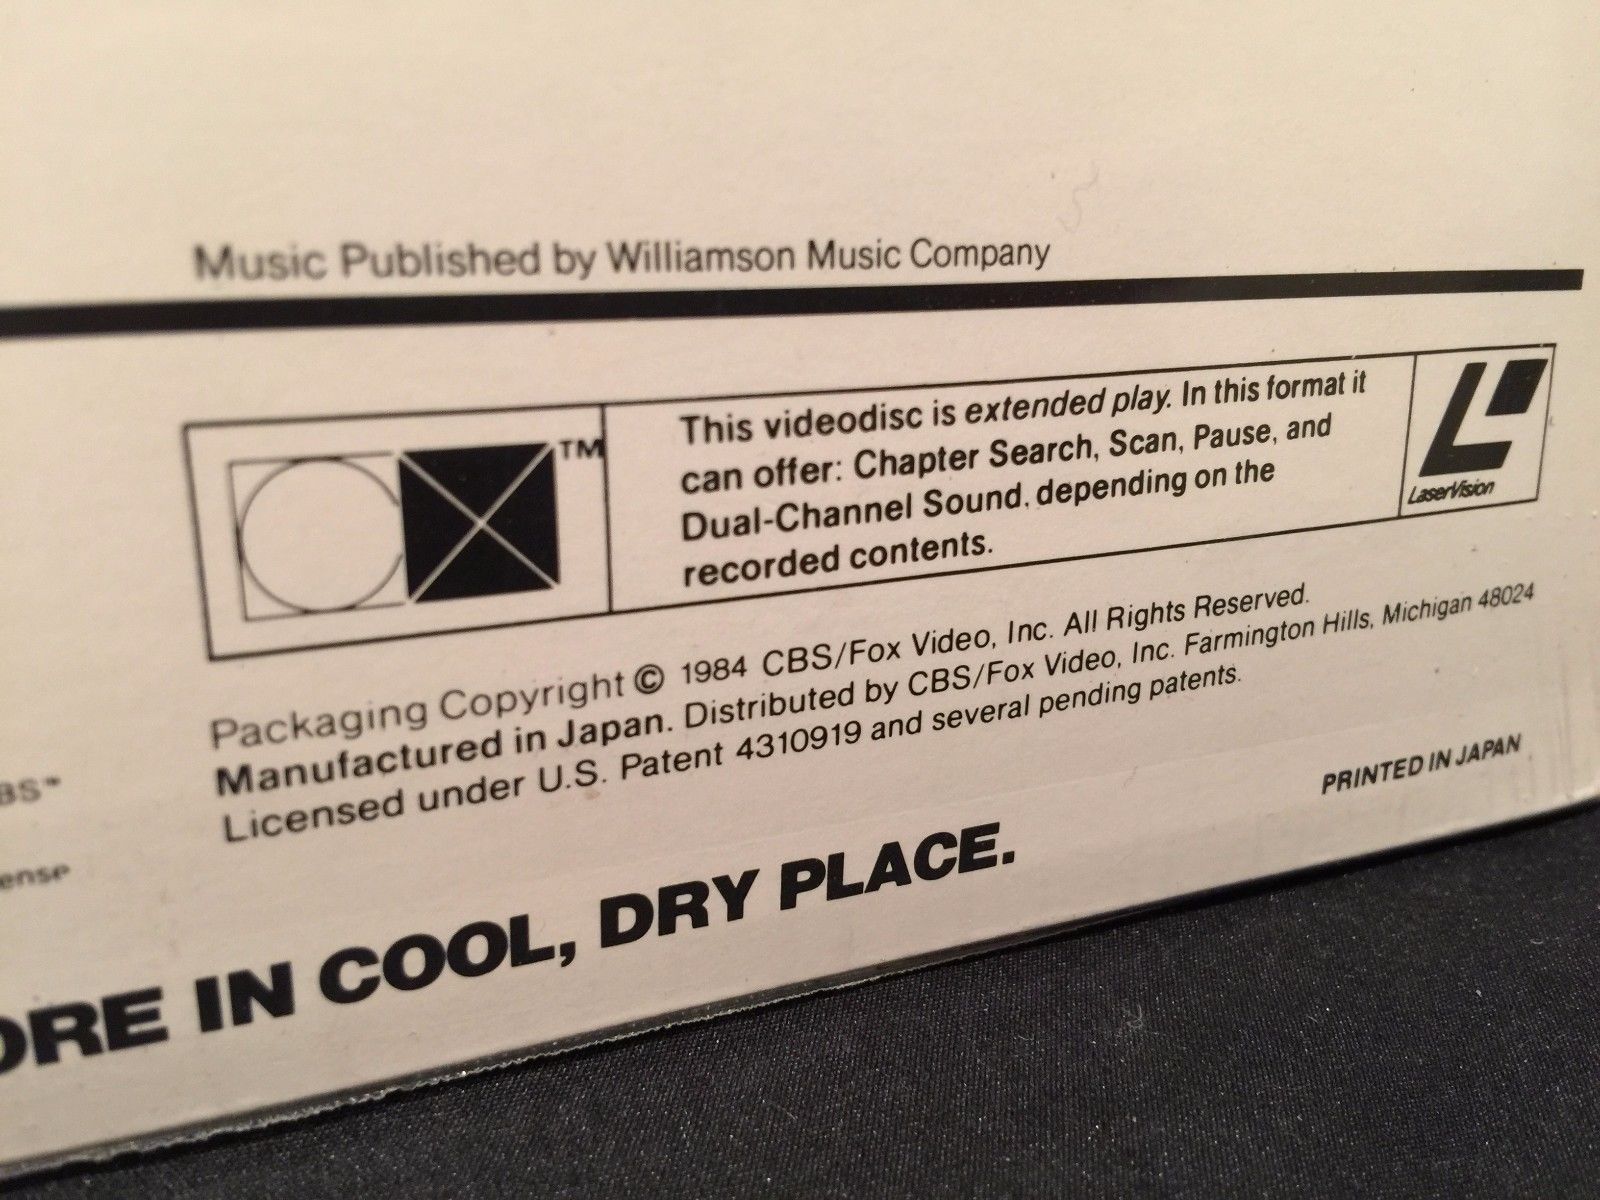 Music Published by Williamson Music Company
TM
This videodisc is extended play. In this format it
can offer: Chapter Search, Scan, Pause, and
Dual-Channel Sound, depending on the
recorded contents.
LaserVision
Packaging Copyright © 1984 CBS/Fox Video, Inc. All Rights Reserved.
Manufactured in Japan. Distributed by CBS/Fox Video, Inc. Farmington Hills, Michigan 48024
Licensed under U.S. Patent 4310919 and several pending patents.
BS™
ense
PRINTED IN JAPAN
ORE IN COOL, DRY PLACE.